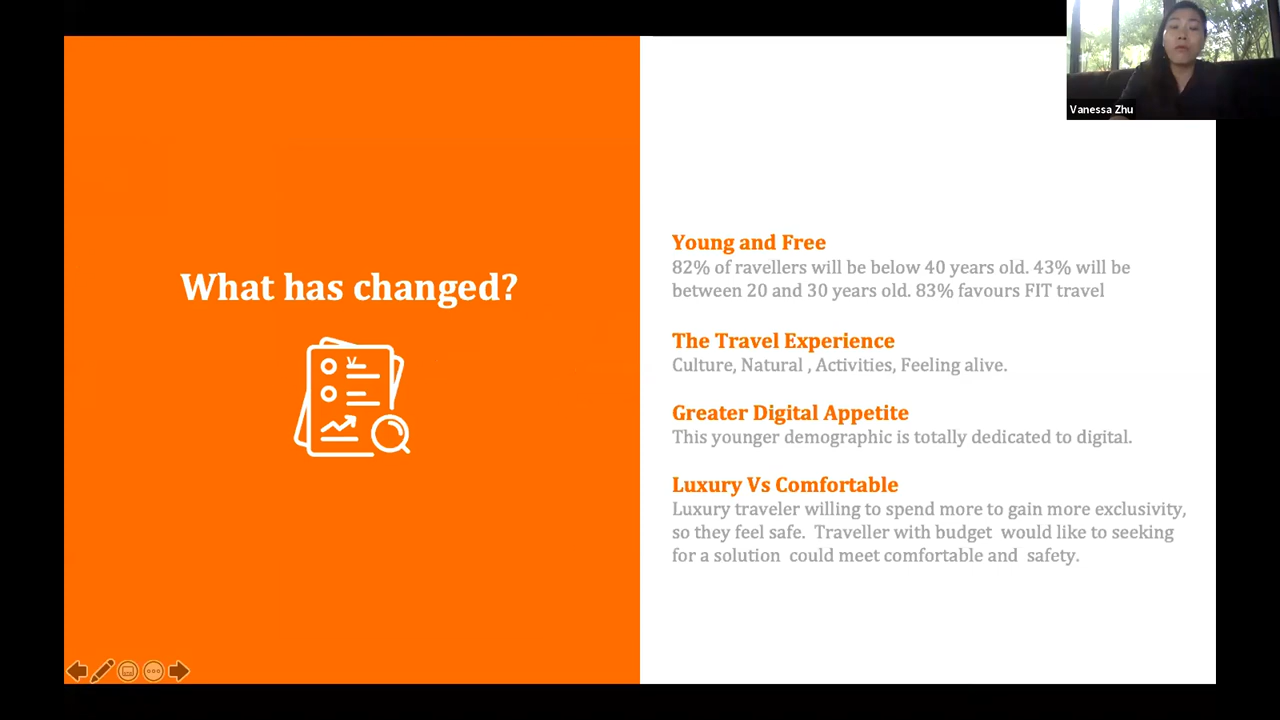 Vanessa Zhu
What has changed?
Young and Free
82% of ravellers will be below 40 years old. 43% will be
between 20 and 30 years old. 83% favours FIT travel
The Travel Experience
Culture, Natural , Activities, Feeling alive.
Greater Digital Appetite
This younger demographic is totally dedicated to digital.
Luxury Vs Comfortable
Luxury traveler willing to spend more to gain more exclusivity,
so they feel safe.  Traveller with budget  would like to seeking
for a solution  could meet comfortable and  safety.